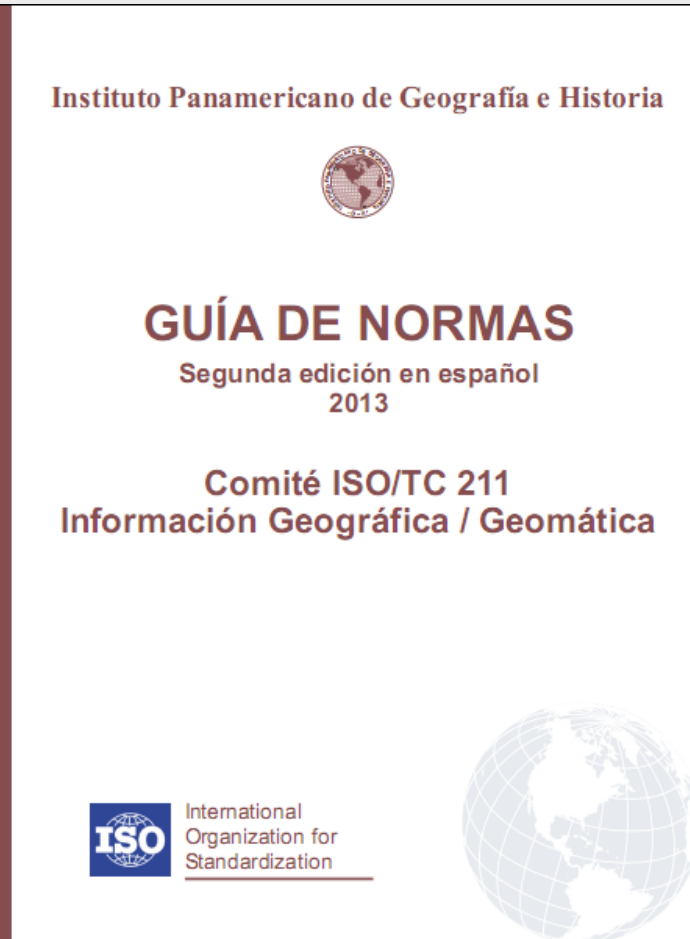 Instituto Panamericano de Geografía e Historia
GUÍA DE NORMAS
Segunda edición en español
2013
Comité ISO/TC 211
Información Geográfica / Geomática
ISO
International
Organization for
Standardization